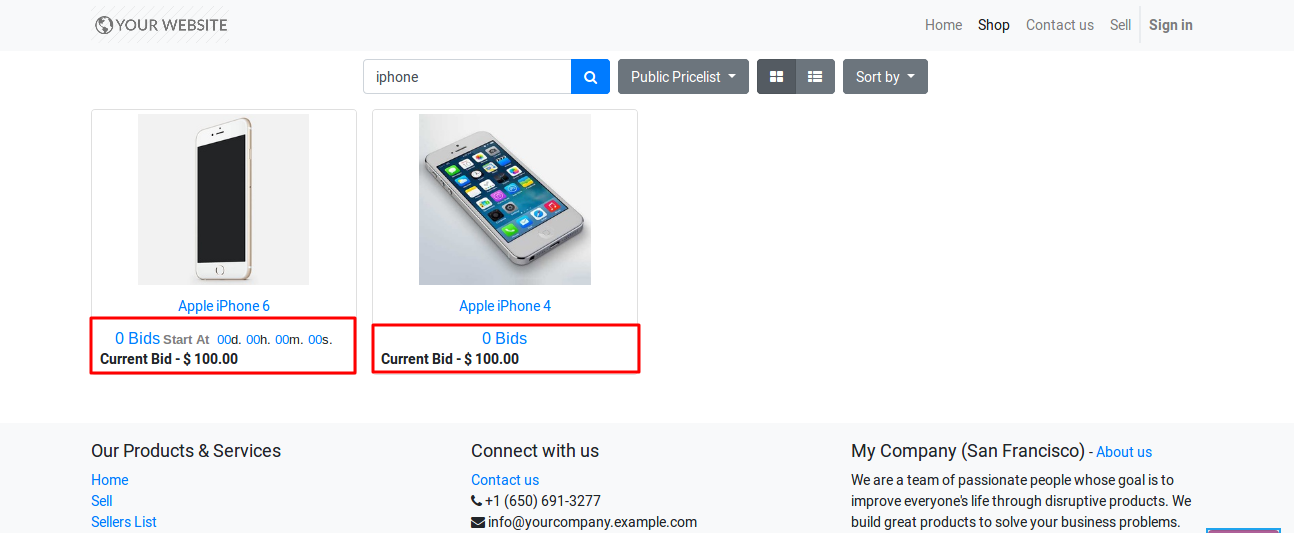 YOUR WEBSITE
Home Shop Contact us Sell Sign in
iphone Public Pricelist Sort by
Apple iPhone 6 Apple iPhone 4
0 Bids Start At 00d. 00h. 00m. 00s. 0 Bids
Current Bid - $ 100.00 Current Bid - $ 100.00
Our Products & Services Connect with us My Company (San Francisco) - About us
Home Contact us We are a team of passionate people whose goal is to
Sell +1 (650) 691-3277 improve everyone's life through disruptive products. We
Sellers List info@yourcompany.example.com build great products to solve your business problems.